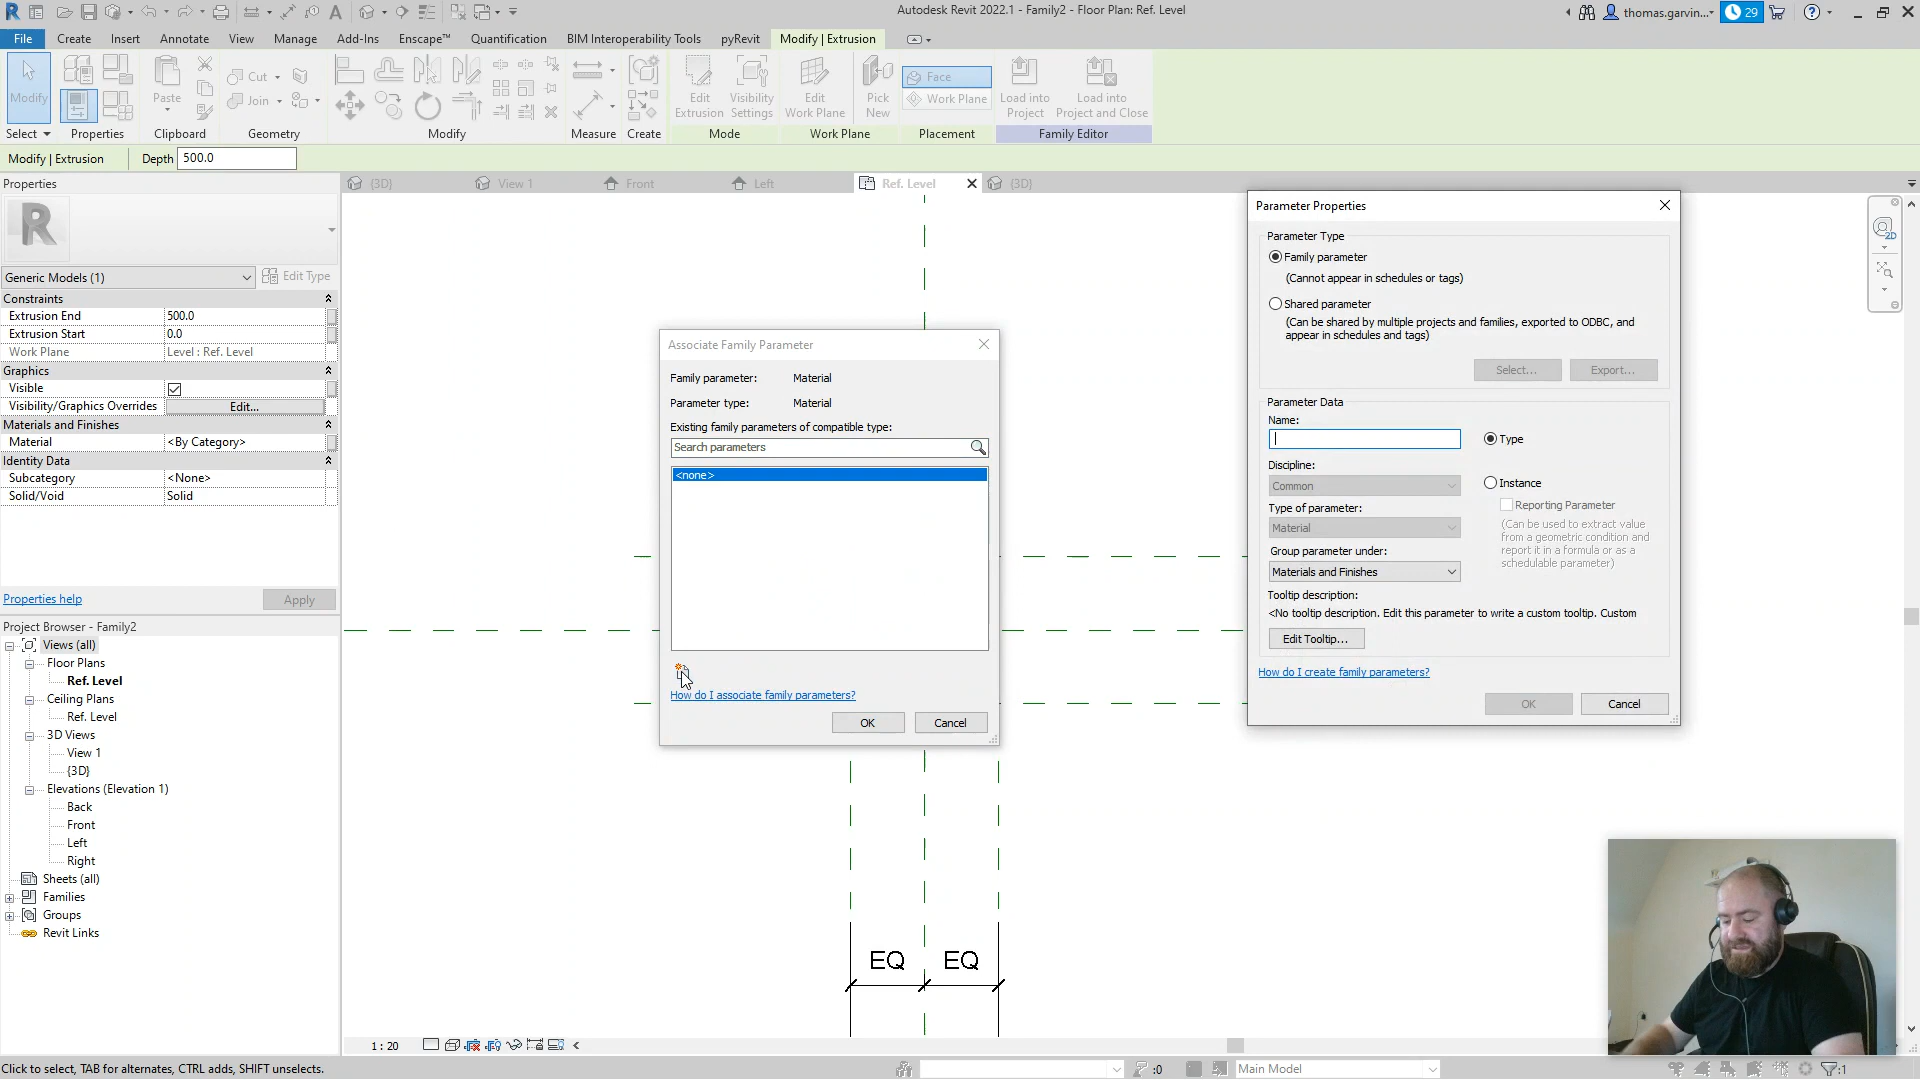 Autodesk Revit 2022.1 - Family2 - Floor Plan: Ref. Level
thomas.garvin...
29
File Create Insert Annotate View Manage Add-Ins Enscape™ Quantification BIM Interoperability Tools pyRevit Modify | Extrusion
Modify
Paste
Cut
Join
Edit Extrusion
Visibility Settings
Edit Work Plane
Pick New
Face
Work Plane
Load into Project
Load into Project and Close
Select Properties Clipboard Geometry Modify Measure Create Mode Work Plane Placement Family Editor
Modify | Extrusion Depth 500.0
Properties
{3D} View 1 Front Left Ref. Level {3D}
Generic Models (1) Edit Type
Constraints
Extrusion End 500.0
Extrusion Start 0.0
Work Plane Level : Ref. Level
Graphics
Visible
Visibility/Graphics Overrides Edit...
Materials and Finishes
Material <By Category>
Identity Data
Subcategory <None>
Solid/Void Solid
Properties help Apply
Project Browser - Family2
Views (all)
Floor Plans
Ref. Level
Ceiling Plans
Ref. Level
3D Views
View 1
{3D}
Elevations (Elevation 1)
Back
Front
Left
Right
Sheets (all)
Families
Groups
Revit Links
Associate Family Parameter
Family parameter: Material
Parameter type: Material
Existing family parameters of compatible type:
Search parameters
<none>
How do I associate family parameters?
OK Cancel
Parameter Properties
Parameter Type
Family parameter
(Cannot appear in schedules or tags)
Shared parameter
(Can be shared by multiple projects and families, exported to ODBC, and
appear in schedules and tags)
Select... Export...
Parameter Data
Name:
Type
Discipline:
Common
Instance
Type of parameter:
Reporting Parameter
Material
(Can be used to extract value
from a geometric condition and
report it in a formula or as a
schedulable parameter)
Group parameter under:
Materials and Finishes
Tooltip description:
<No tooltip description. Edit this parameter to write a custom tooltip. Custom
Edit Tooltip...
How do I create family parameters?
OK Cancel
EQ EQ
2D
1 : 20
Click to select, TAB for alternates, CTRL adds, SHIFT unselects.
:0
Main Model
:1